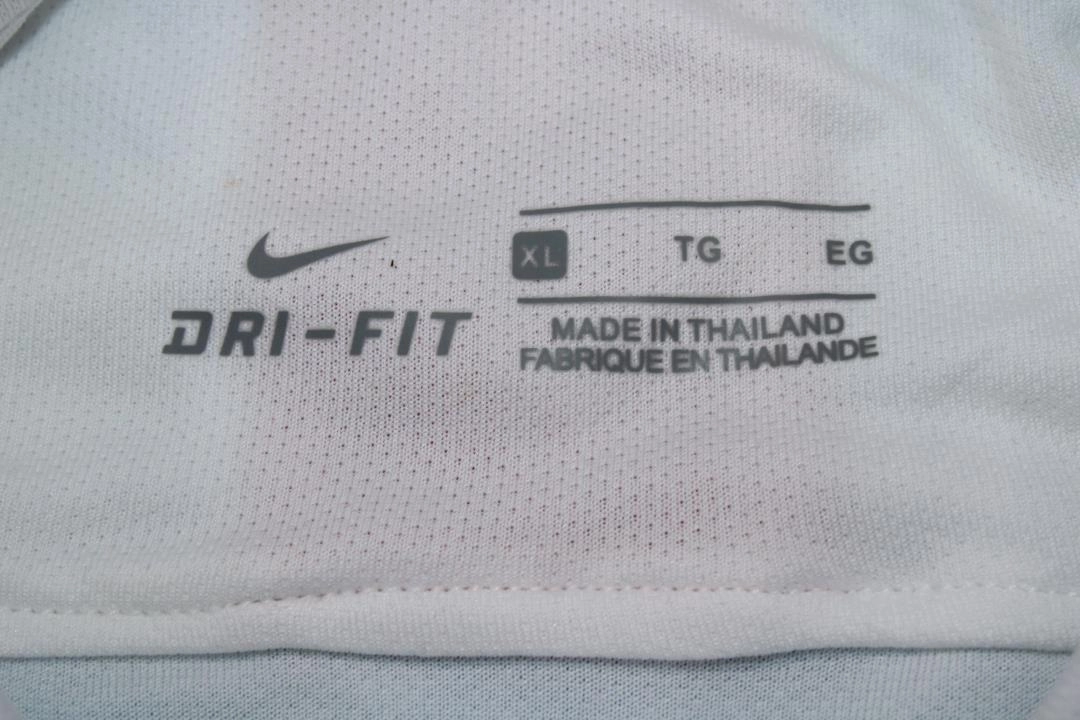 DRI-FIT
XL TG EG
MADE IN THAILAND
FABRIQUE EN THAILANDE